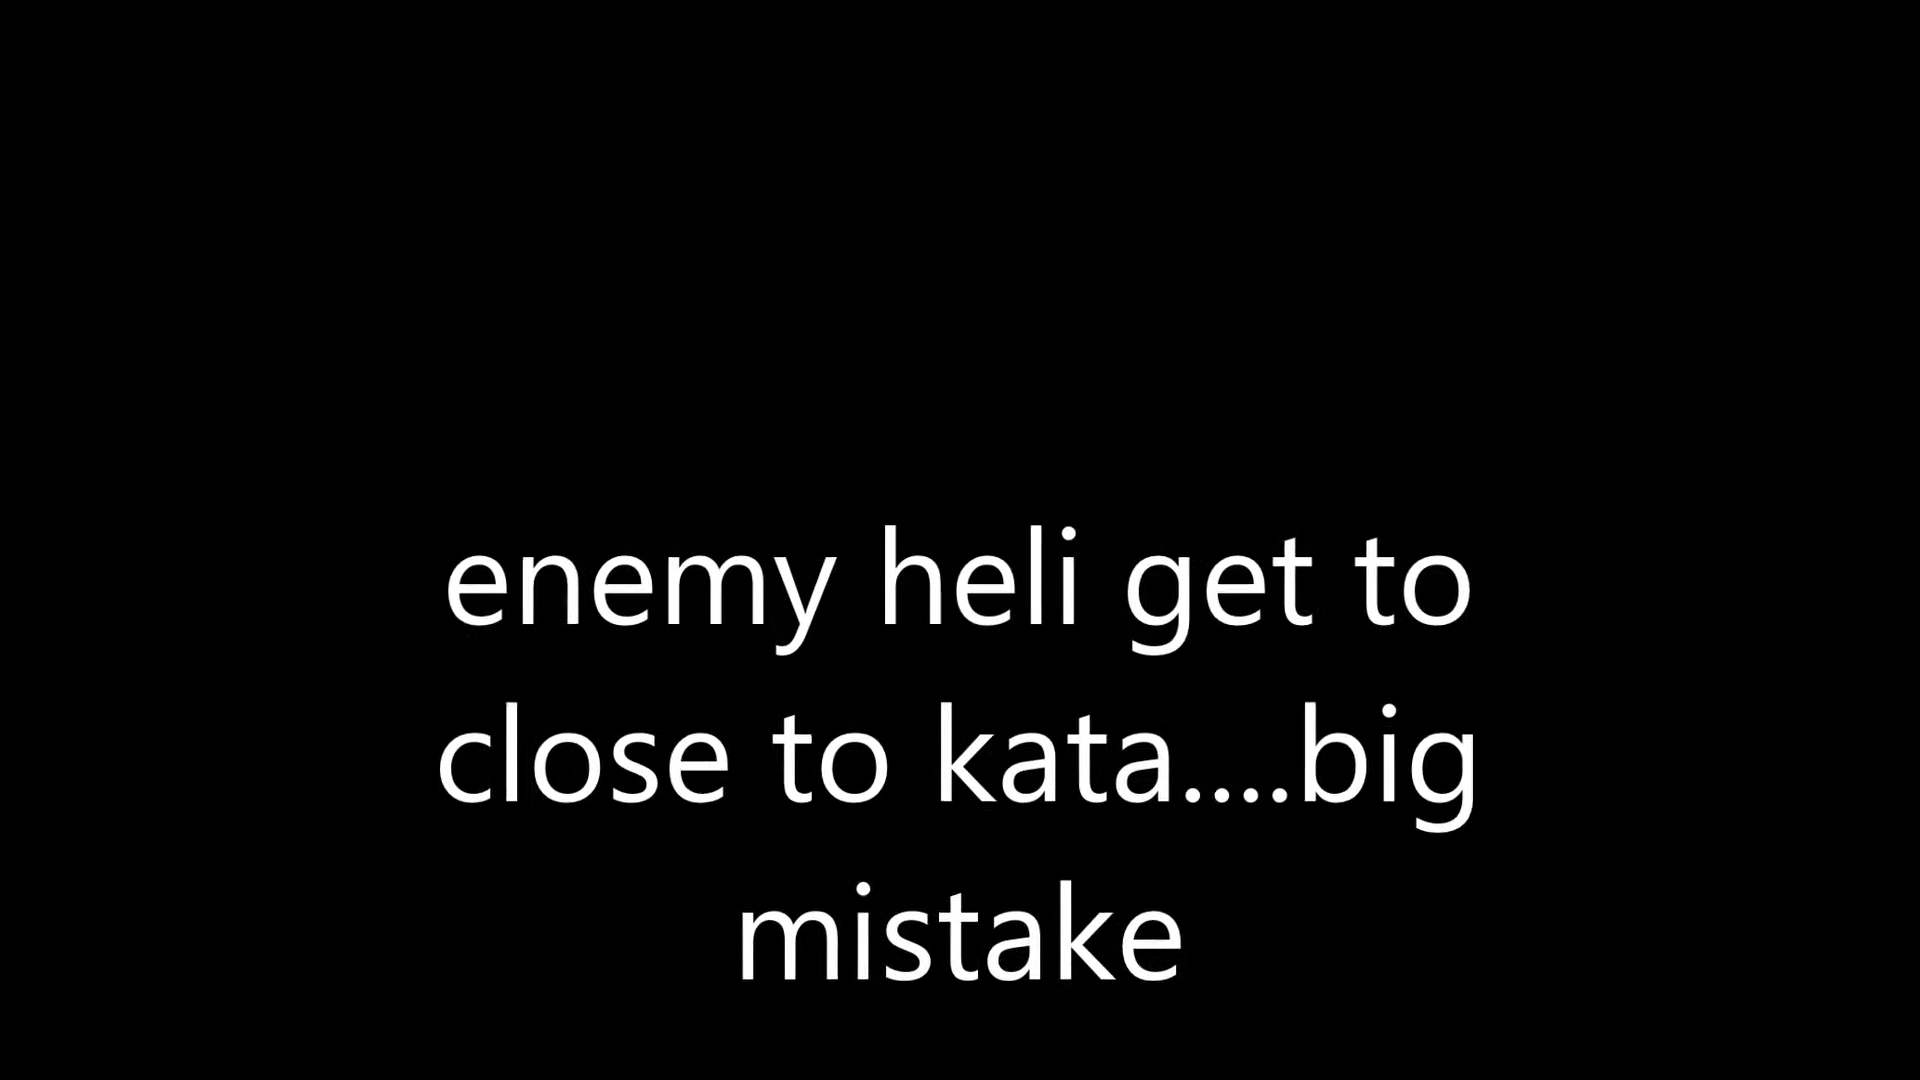 enemy heli get to
close to kata....big
mistake